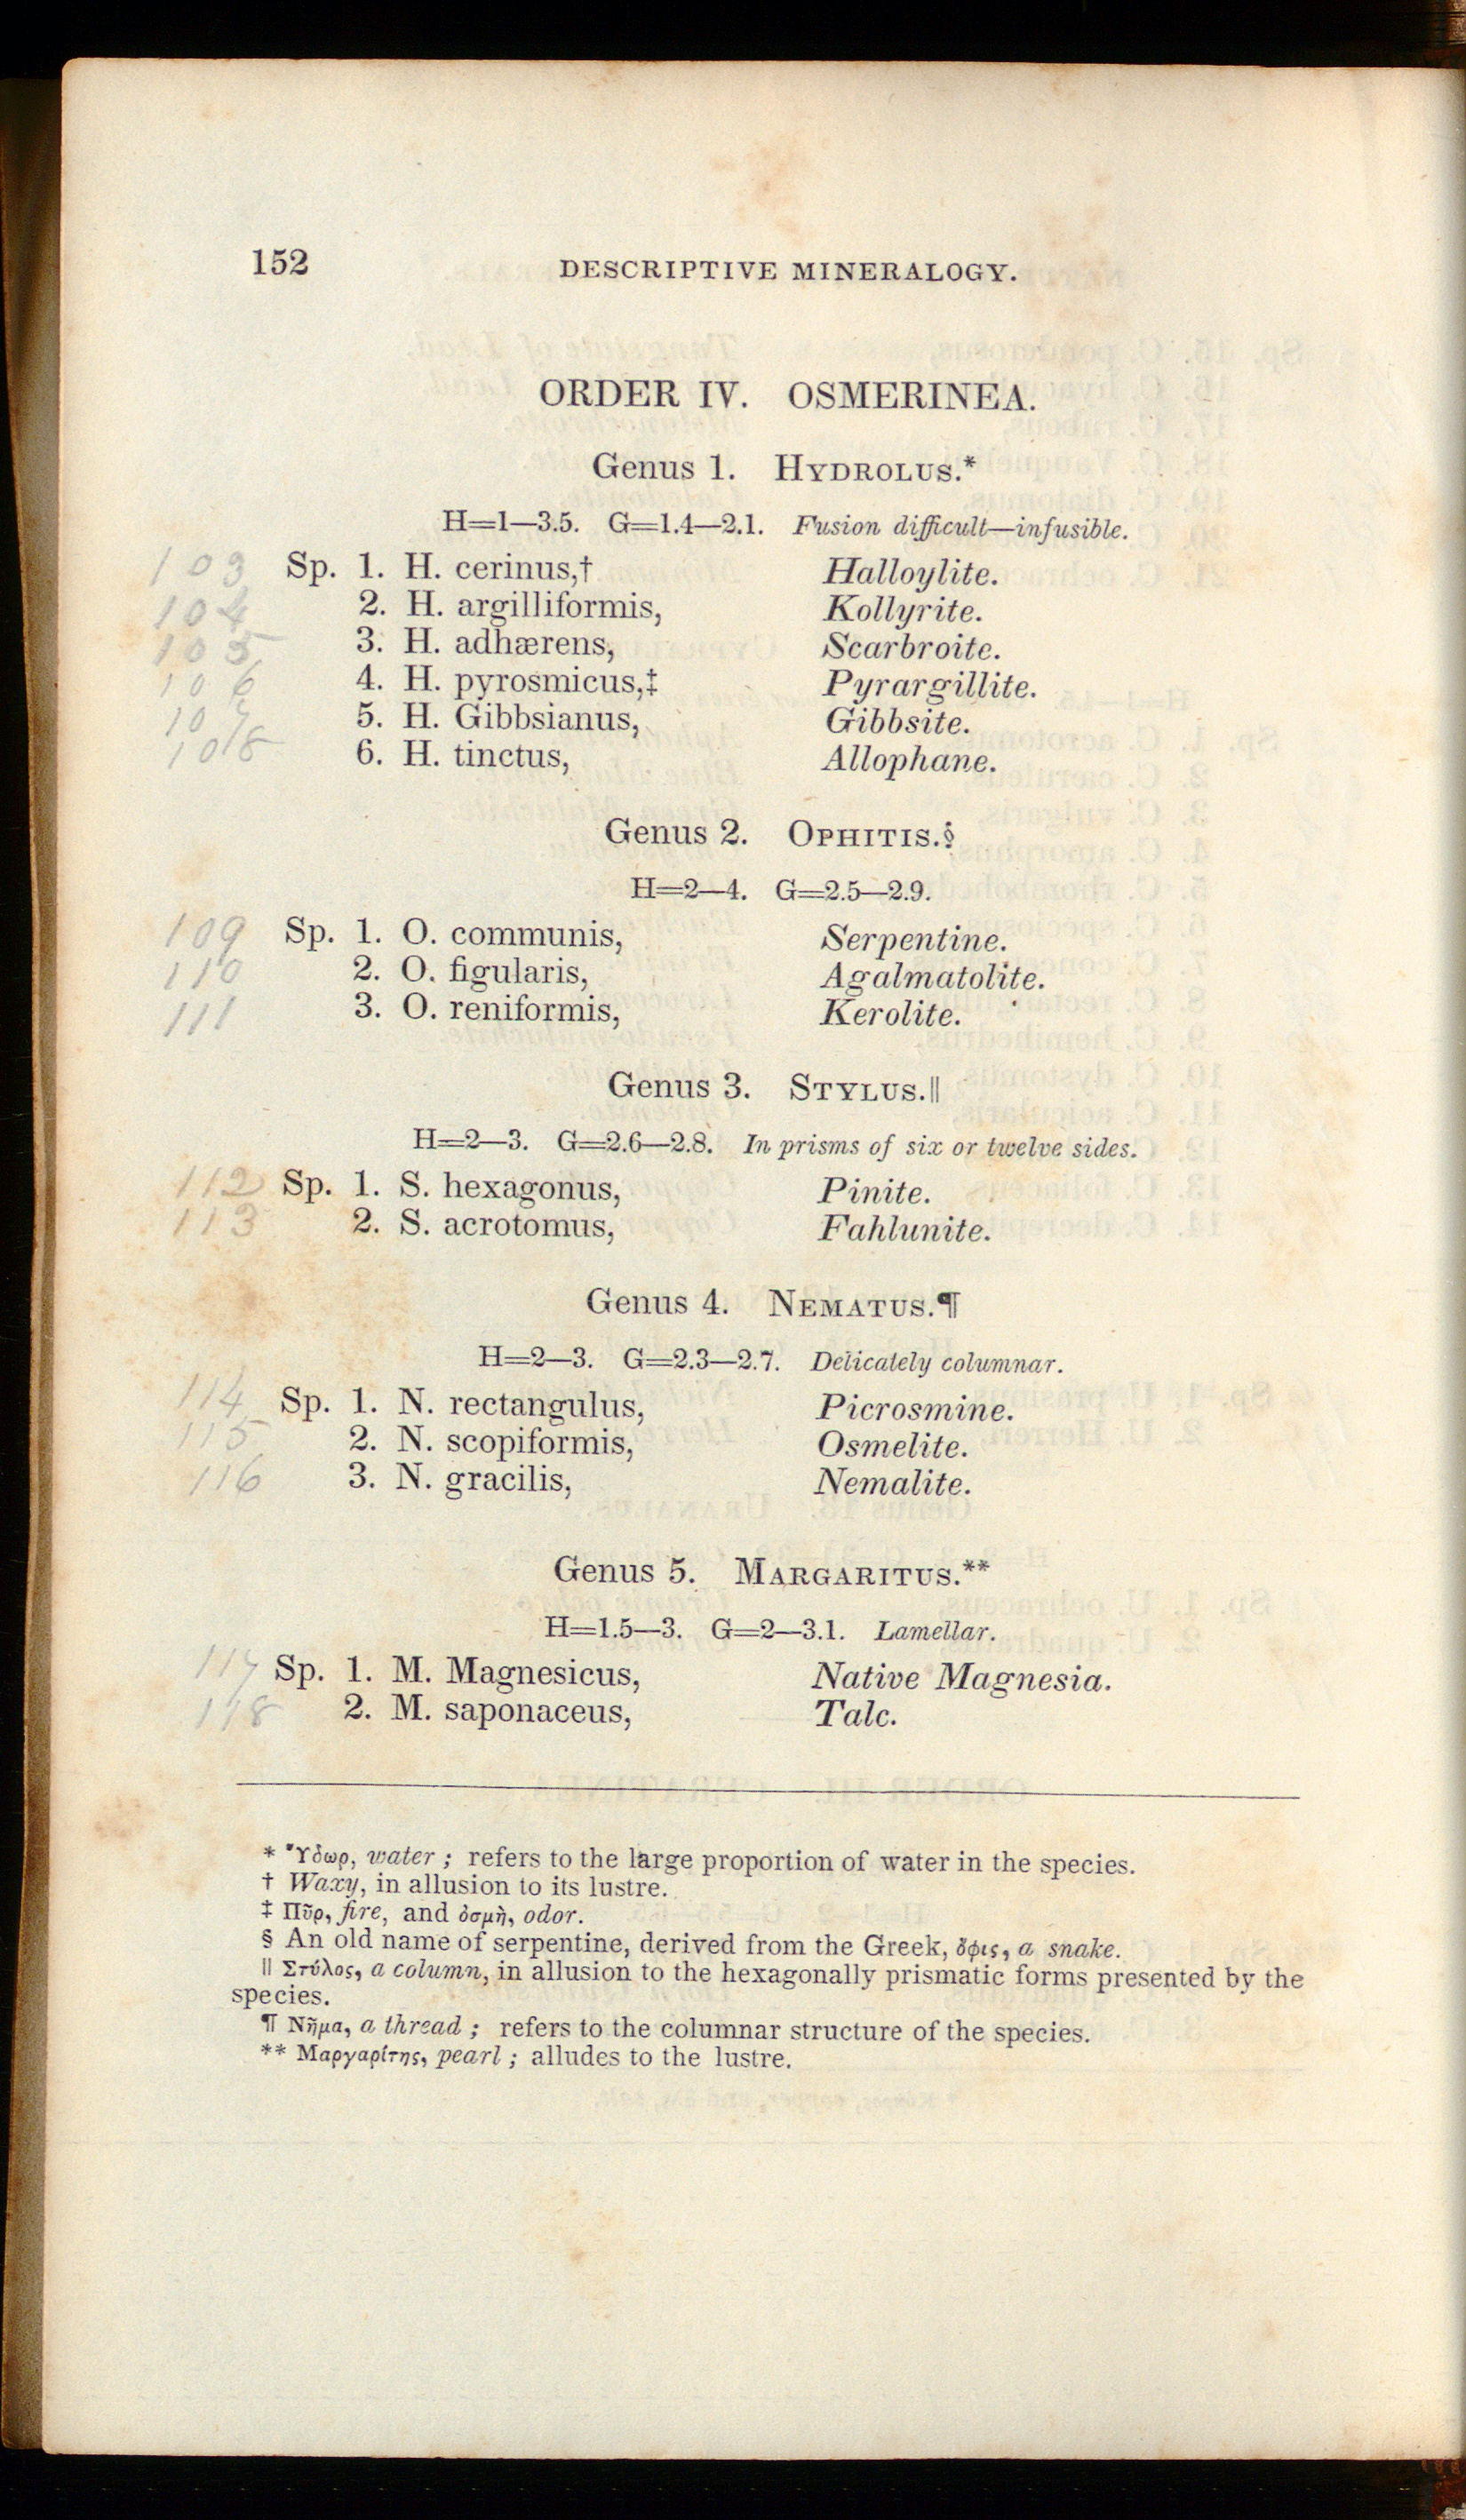 152 DESCRIPTIVE MINERALOGY.
ORDER IV. OSMERINEA.
Genus 1. HYDROLUS.*
H=1—3.5. G=1.4—2.1. Fusion difficult—infusible.
103 Sp. 1. H. cerinus,† Halloylite.
104 2. H. argilliformis, Kollyrite.
105 3. H. adhærens, Scarbroite.
106 4. H. pyrosmicus,‡ Pyrargillite.
107 5. H. Gibbsianus, Gibbsite.
108 6. H. tinctus, Allophane.
Genus 2. OPHITIS.§
H=2—4. G=2.5—2.9.
109 Sp. 1. O. communis, Serpentine.
110 2. O. figularis, Agalmatolite.
111 3. O. reniformis, Kerolite.
Genus 3. STYLUS.‖
H=2—3. G=2.6—2.8. In prisms of six or twelve sides.
112 Sp. 1. S. hexagonus, Pinite.
113 2. S. acrotomus, Fahlunite.
Genus 4. NEMATUS.¶
H=2—3. G=2.3—2.7. Delicately columnar.
114 Sp. 1. N. rectangulus, Picrosmine.
115 2. N. scopiformis, Osmelite.
116 3. N. gracilis, Nemalite.
Genus 5. MARGARITUS.**
H=1.5—3. G=2—3.1. Lamellar.
117 Sp. 1. M. Magnesicus, Native Magnesia.
118 2. M. saponaceus, Talc.
* Ὕδωρ, water; refers to the large proportion of water in the species.
† Waxy, in allusion to its lustre.
‡ Πῦρ, fire, and ὀσμὴ, odor.
§ An old name of serpentine, derived from the Greek, ὄφις, a snake.
‖ Στύλος, a column, in allusion to the hexagonally prismatic forms presented by the
species.
¶ Νῆμα, a thread; refers to the columnar structure of the species.
** Μαργαρίτης, pearl; alludes to the lustre.